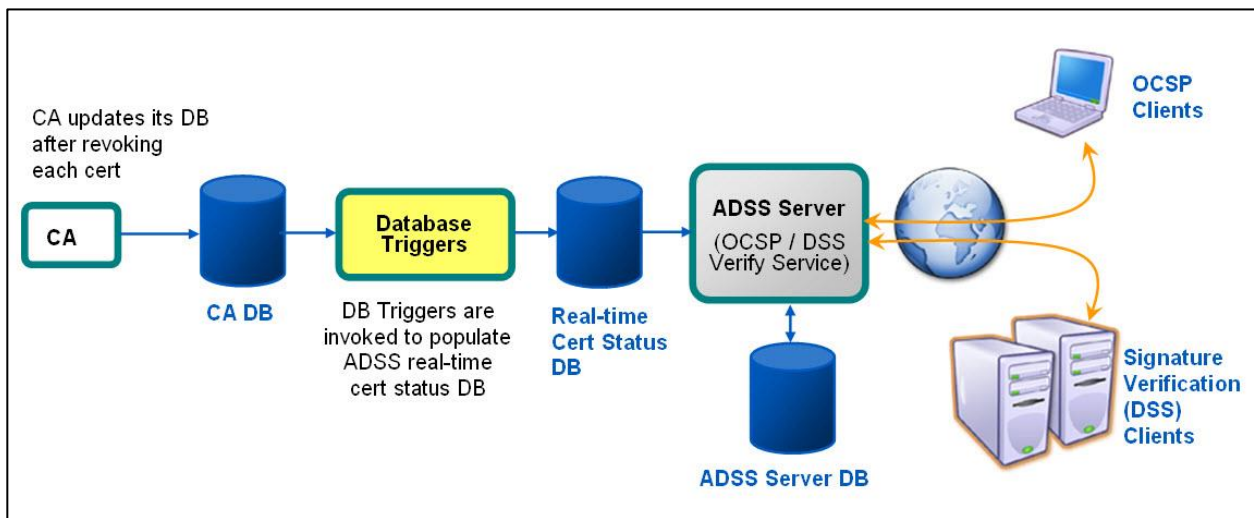 CA updates its DB
after revoking
each cert
CA
CA DB
Database
Triggers
DB Triggers are
invoked to populate
ADSS real-time
cert status DB
Real-time
Cert Status
DB
ADSS Server
(OCSP / DSS
Verify Service)
ADSS Server DB
OCSP
Clients
Signature
Verification
(DSS)
Clients